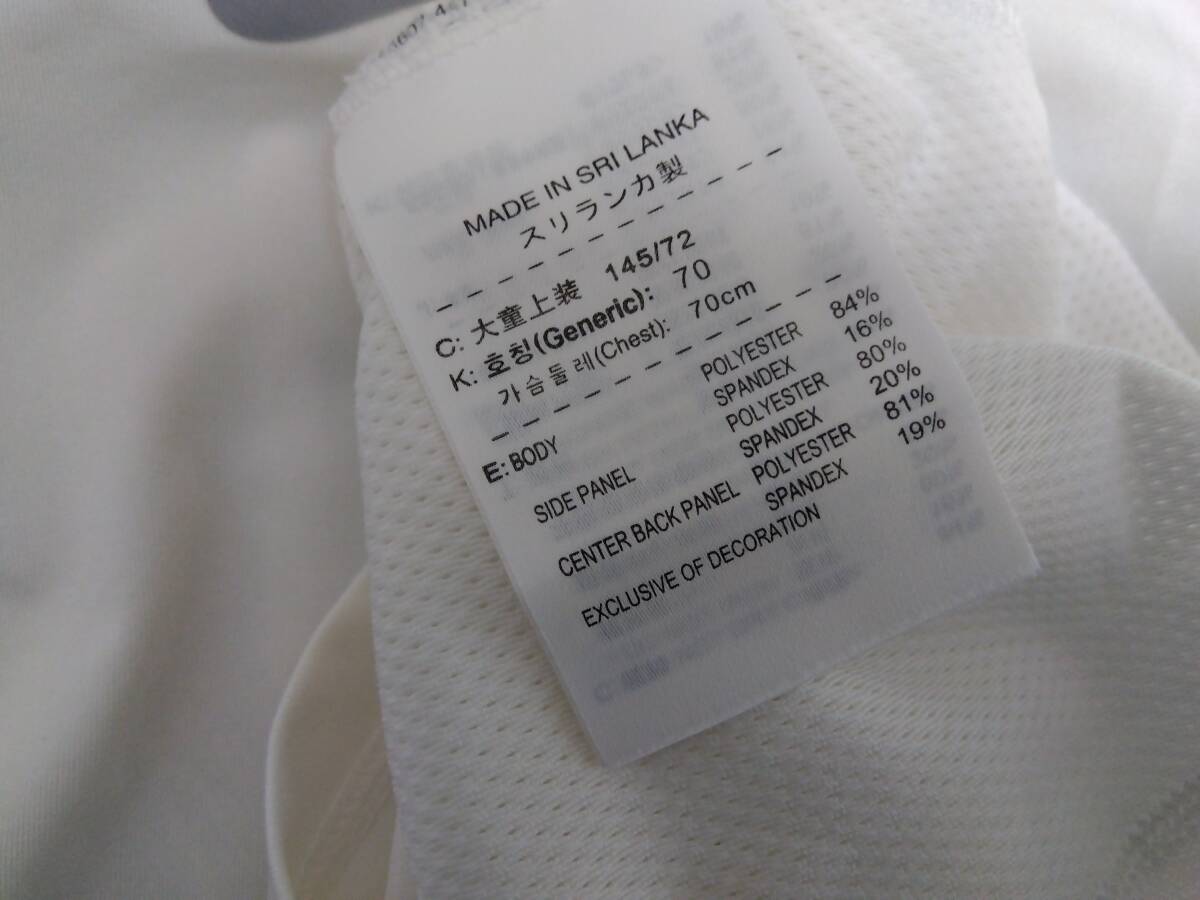 MADE IN SRI LANKA
スリランカ製
C: 大童上装 145/72
K: 호칭(Generic): 70
가슴둘레(Chest): 70cm
E: BODY POLYESTER 84%
SPANDEX 16%
SIDE PANEL POLYESTER 80%
SPANDEX 20%
CENTER BACK PANEL POLYESTER 81%
SPANDEX 19%
EXCLUSIVE OF DECORATION